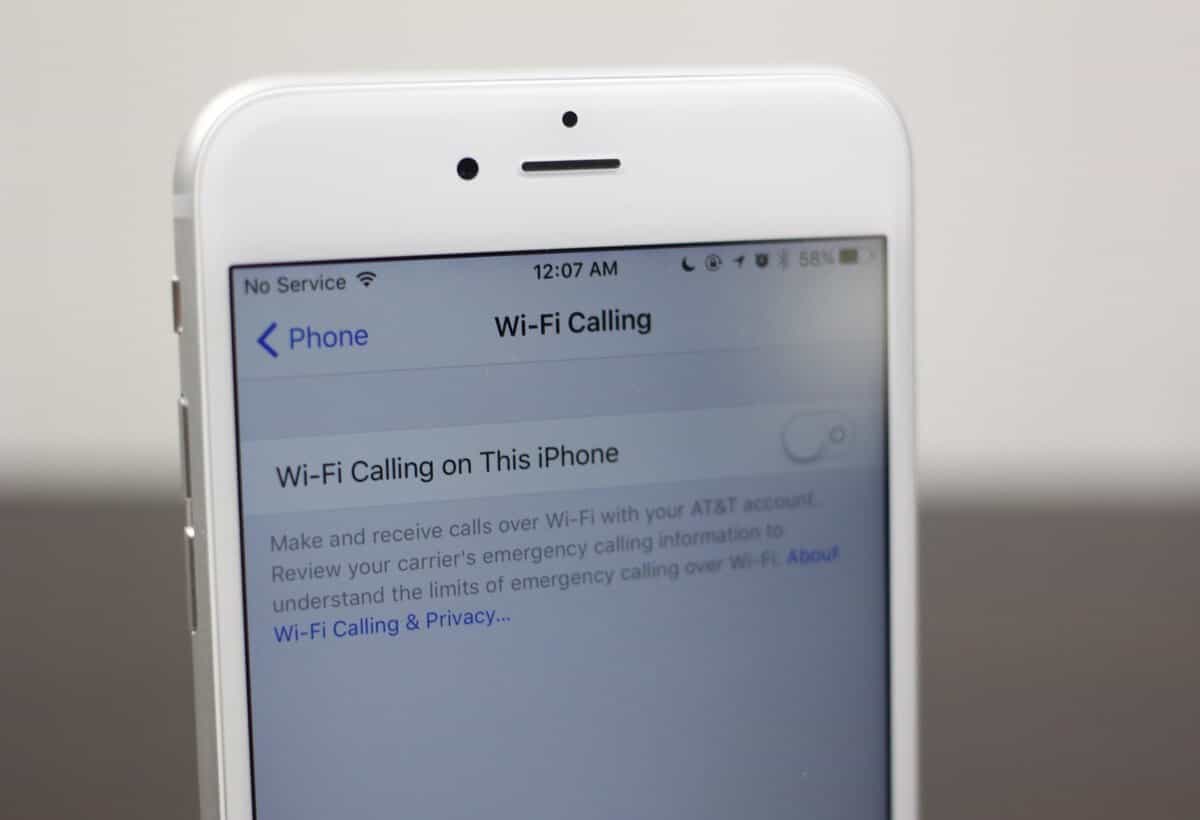 No Service 12:07 AM 58%
Phone Wi-Fi Calling
Wi-Fi Calling on This iPhone
Make and receive calls over Wi-Fi with your AT&T account.
Review your carrier's emergency calling information to
understand the limits of emergency calling over Wi-Fi. About
Wi-Fi Calling & Privacy...